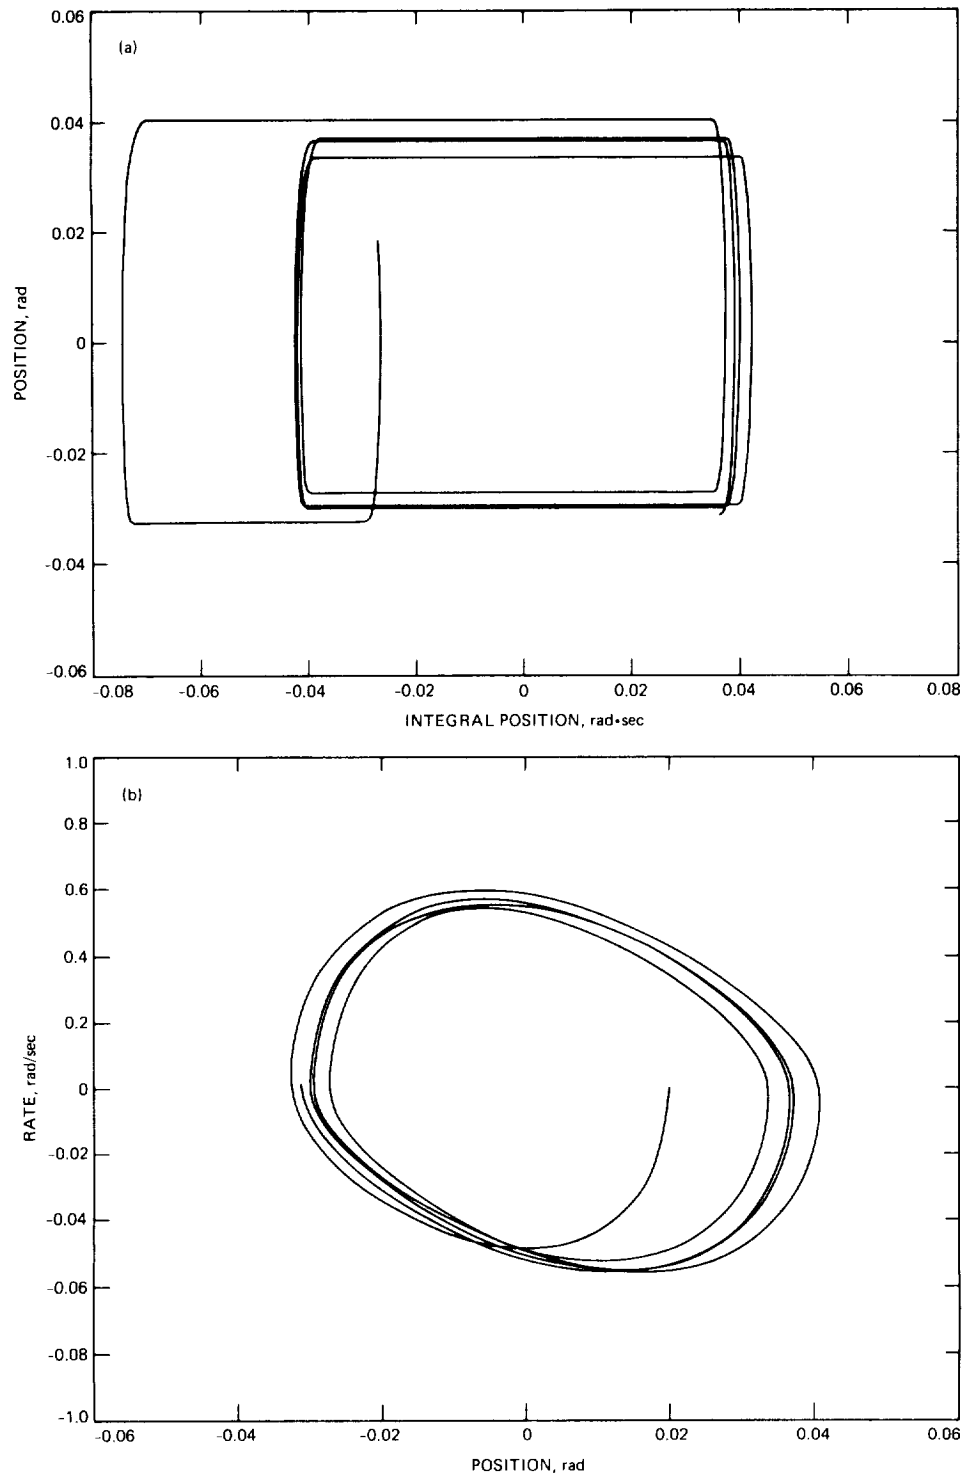 (a)
0.06
0.04
0.02
0
-0.02
-0.04
-0.06
POSITION, rad
-0.08 -0.06 -0.04 -0.02 0 0.02 0.04 0.06 0.08
INTEGRAL POSITION, rad•sec
(b)
1.0
0.8
0.6
0.4
0.2
0
-0.02
-0.04
-0.06
-0.08
-1.0
RATE, rad/sec
-0.06 -0.04 -0.02 0 0.02 0.04 0.06
POSITION, rad